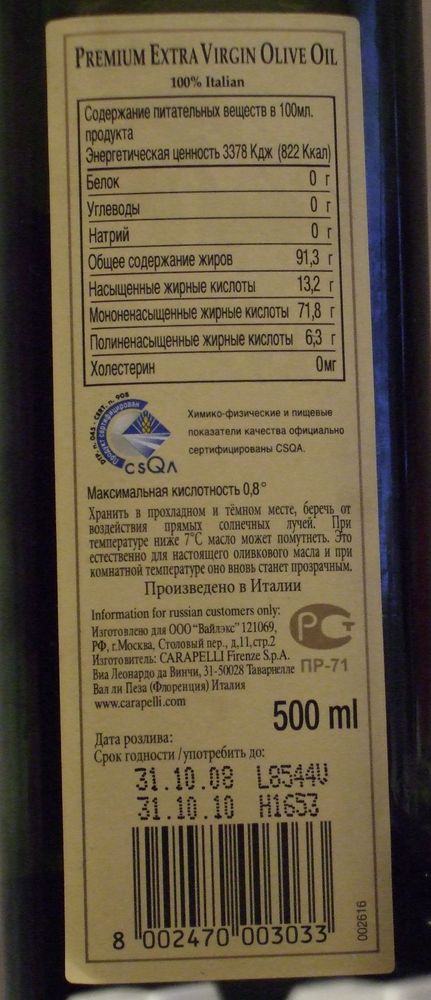 PREMIUM EXTRA VIRGIN OLIVE OIL
100% Italian
Содержание питательных веществ в 100мл.
продукта
Энергетическая ценность 3378 Кдж (822 Ккал)
Белок 0 г
Углеводы 0 г
Натрий 0 г
Общее содержание жиров 91,3 г
Насыщенные жирные кислоты 13,2 г
Мононенасыщенные жирные кислоты 71,8 г
Полиненасыщенные жирные кислоты 6,3 г
Холестерин 0мг
DTP. n. 045 - CERT. n. 908
Продукт сертифицирован
CSQA
Химико-физические и пищевые
показатели качества официально
сертифицированы CSQA.
Максимальная кислотность 0,8°
Хранить в прохладном и тёмном месте, беречь от
воздействия прямых солнечных лучей. При
температуре ниже 7°С масло может помутнеть. Это
естественно для настоящего оливкового масла и при
комнатной температуре оно вновь станет прозрачным.
Произведено в Италии
Information for russian customers only:
Изготовлено для ООО "Вайлэкс" 121069,
РФ, г.Москва, Столовый пер., д,11,стр.2
Изготовитель: CARAPELLI Firenze S.p.A.
Виа Леонардо да Винчи, 31-50028 Таварнелле
Вал ли Пеза (Флоренция) Италия
www.carapelli.com
РСТ
ПР-71
500 ml
Дата розлива:
Срок годности /употребить до:
31.10.08 L8544V
31.10.10 H1653
8 002470 003033
002616